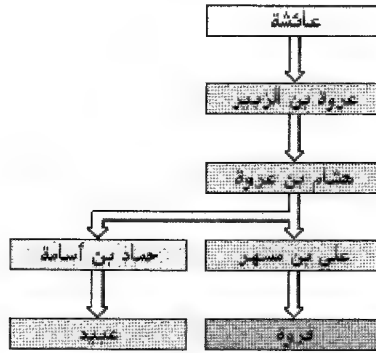 عائشة
عروة بن الزبير
هشام بن عروة
علي بن مسهر
حماد بن أسامة
فروة
عبيد